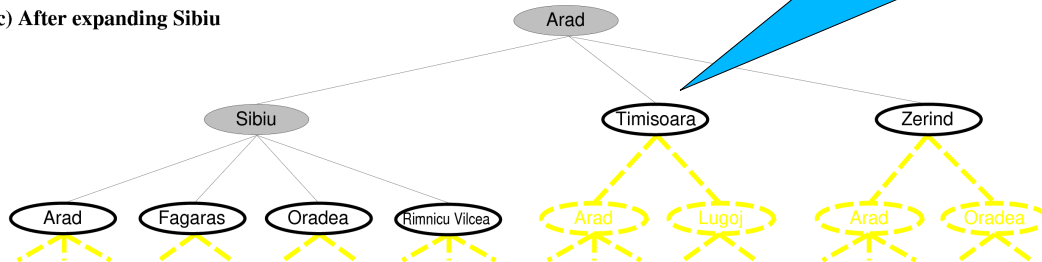 c) After expanding Sibiu
Arad
Sibiu
Timisoara
Zerind
Arad
Fagaras
Oradea
Rimnicu Vilcea
Arad
Lugoj
Arad
Oradea